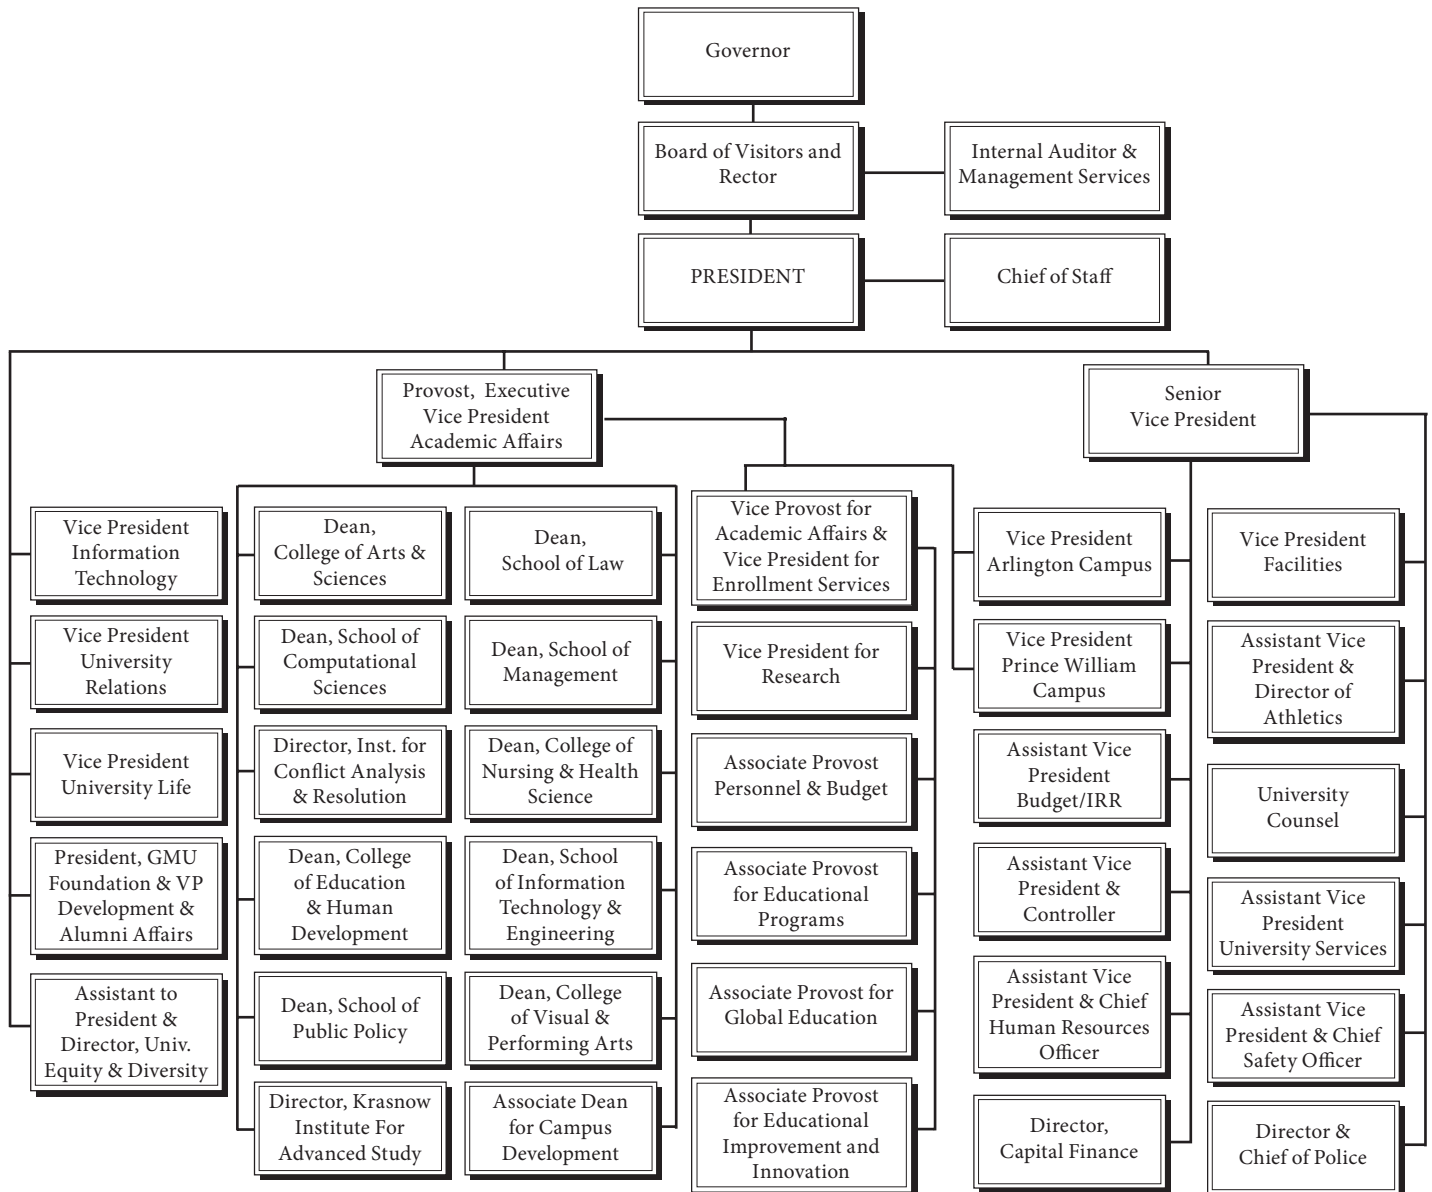 Governor
Board of Visitors and
Rector
Internal Auditor &
Management Services
PRESIDENT
Chief of Staff
Provost, Executive
Vice President
Academic Affairs
Senior
Vice President
Vice President
Information
Technology
Vice President
University
Relations
Vice President
University Life
President, GMU
Foundation & VP
Development &
Alumni Affairs
Assistant to
President &
Director, Univ.
Equity & Diversity
Dean,
College of Arts &
Sciences
Dean, School of
Computational
Sciences
Director, Inst. for
Conflict Analysis
& Resolution
Dean, College
of Education
& Human
Development
Dean, School of
Public Policy
Director, Krasnow
Institute For
Advanced Study
Dean,
School of Law
Dean, School of
Management
Dean, College of
Nursing & Health
Science
Dean, School
of Information
Technology &
Engineering
Dean, College
of Visual &
Performing Arts
Associate Dean
for Campus
Development
Vice Provost for
Academic Affairs &
Vice President for
Enrollment Services
Vice President for
Research
Associate Provost
Personnel & Budget
Associate Provost
for Educational
Programs
Associate Provost for
Global Education
Associate Provost
for Educational
Improvement and
Innovation
Vice President
Arlington Campus
Vice President
Prince William
Campus
Assistant Vice
President
Budget/IRR
Assistant Vice
President &
Controller
Assistant Vice
President & Chief
Human Resources
Officer
Director,
Capital Finance
Vice President
Facilities
Assistant Vice
President &
Director of
Athletics
University
Counsel
Assistant Vice
President
University Services
Assistant Vice
President & Chief
Safety Officer
Director &
Chief of Police